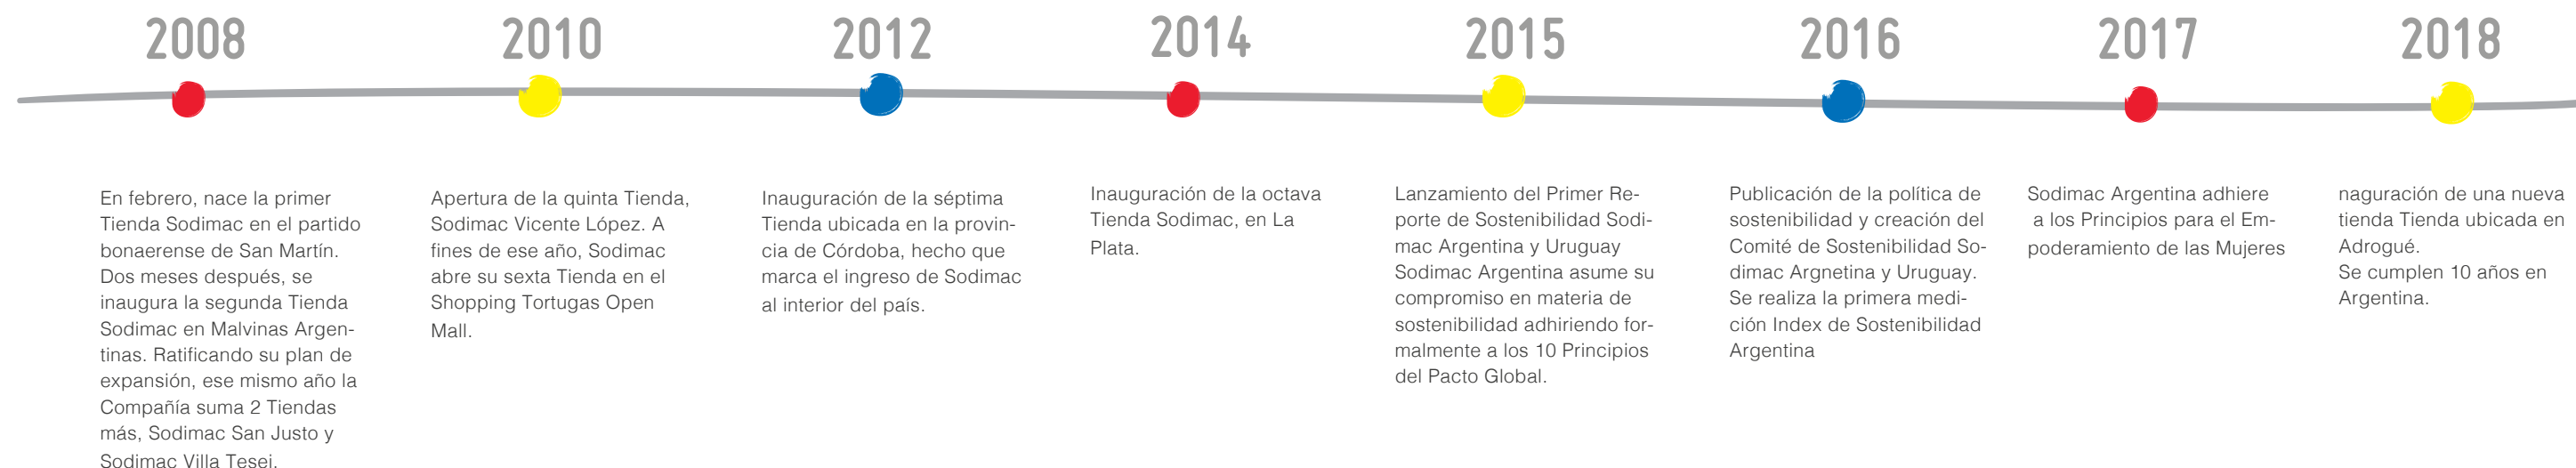 2008
En febrero, nace la primer
Tienda Sodimac en el partido
bonaerense de San Martín.
Dos meses después, se
inaugura la segunda Tienda
Sodimac en Malvinas Argen-
tinas. Ratificando su plan de
expansión, ese mismo año la
Compañía suma 2 Tiendas
más, Sodimac San Justo y
Sodimac Villa Tesei.
2010
Apertura de la quinta Tienda,
Sodimac Vicente López. A
fines de ese año, Sodimac
abre su sexta Tienda en el
Shopping Tortugas Open
Mall.
2012
Inauguración de la séptima
Tienda ubicada en la provin-
cia de Córdoba, hecho que
marca el ingreso de Sodimac
al interior del país.
2014
Inauguración de la octava
Tienda Sodimac, en La
Plata.
2015
Lanzamiento del Primer Re-
porte de Sostenibilidad Sodi-
mac Argentina y Uruguay
Sodimac Argentina asume su
compromiso en materia de
sostenibilidad adhiriendo for-
malmente a los 10 Principios
del Pacto Global.
2016
Publicación de la política de
sostenibilidad y creación del
Comité de Sostenibilidad So-
dimac Argnetina y Uruguay.
Se realiza la primera medi-
ción Index de Sostenibilidad
Argentina
2017
Sodimac Argentina adhiere
a los Principios para el Em-
poderamiento de las Mujeres
2018
naguración de una nueva
tienda Tienda ubicada en
Adrogué.
Se cumplen 10 años en
Argentina.